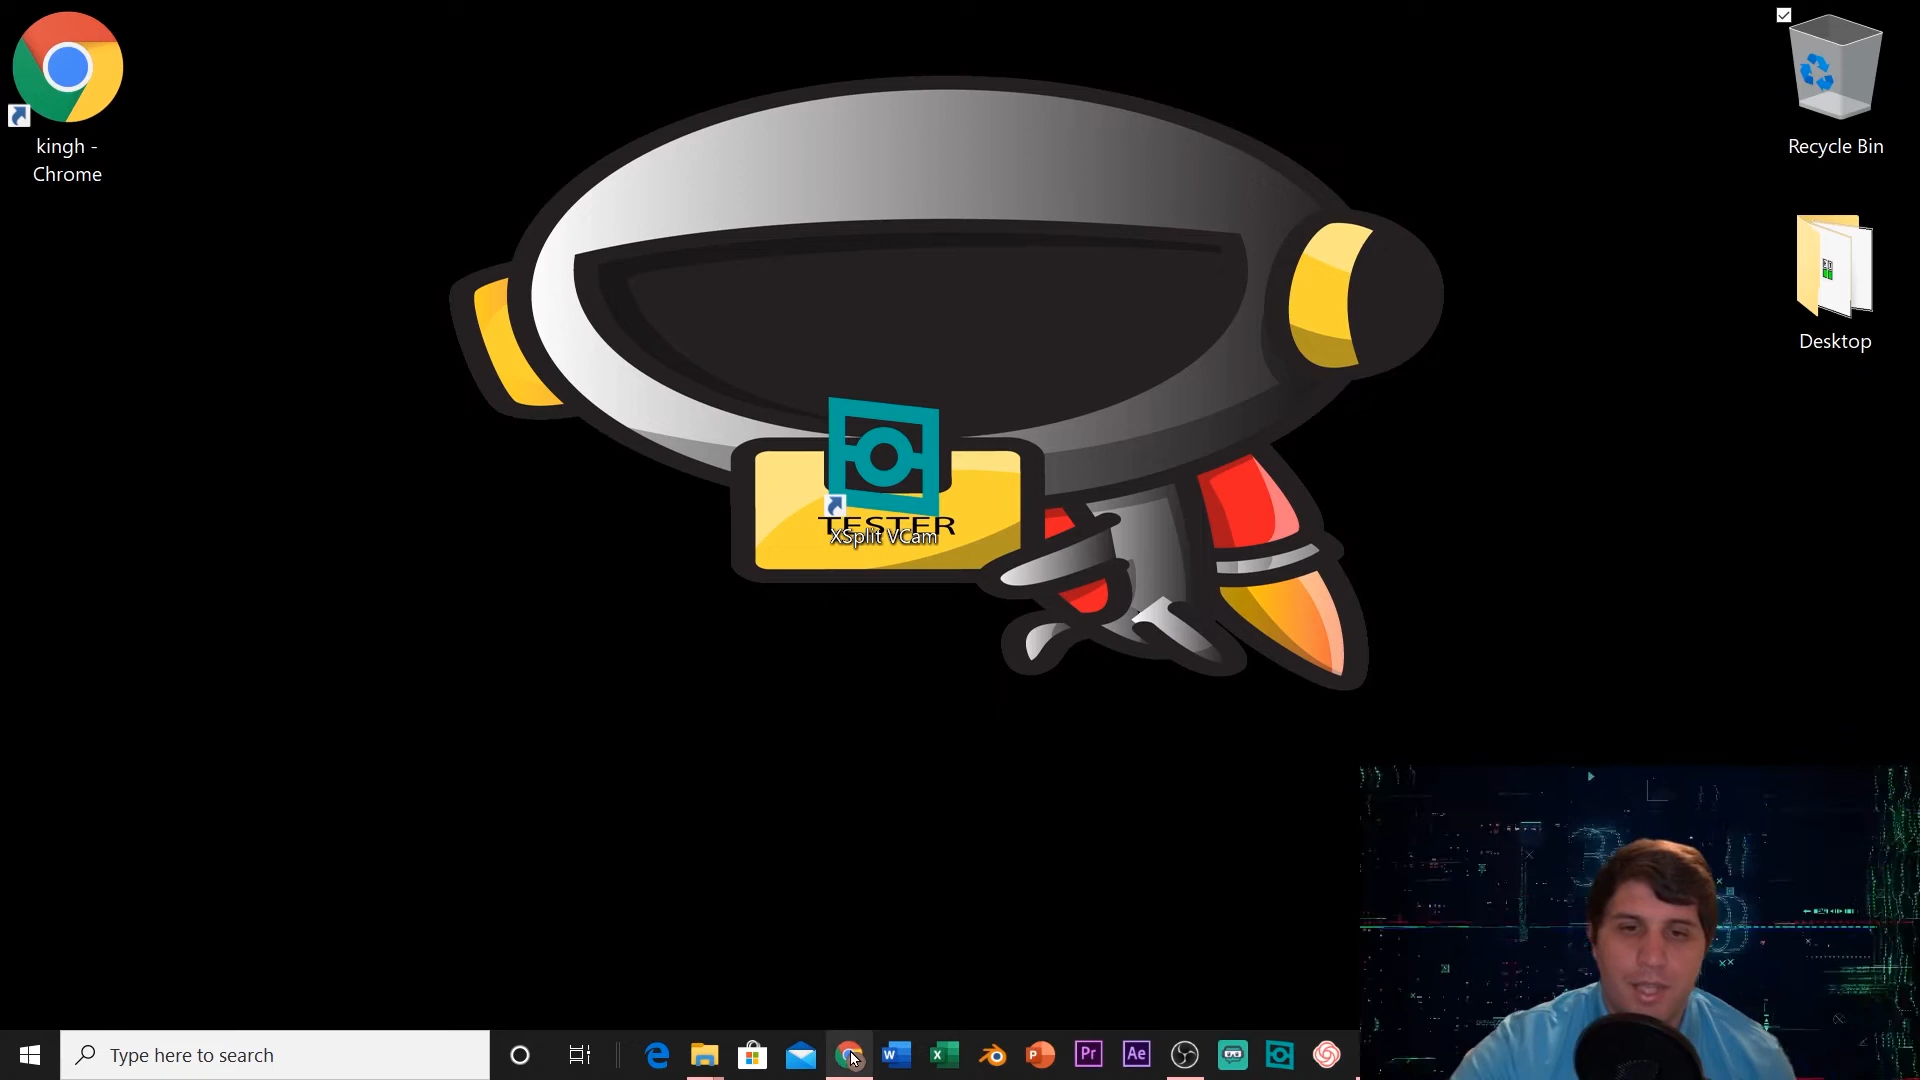 kingh -
Chrome
Recycle Bin
Desktop
TESTER
XSplit VCam
Type here to search
W
X
P
Pr
Ae